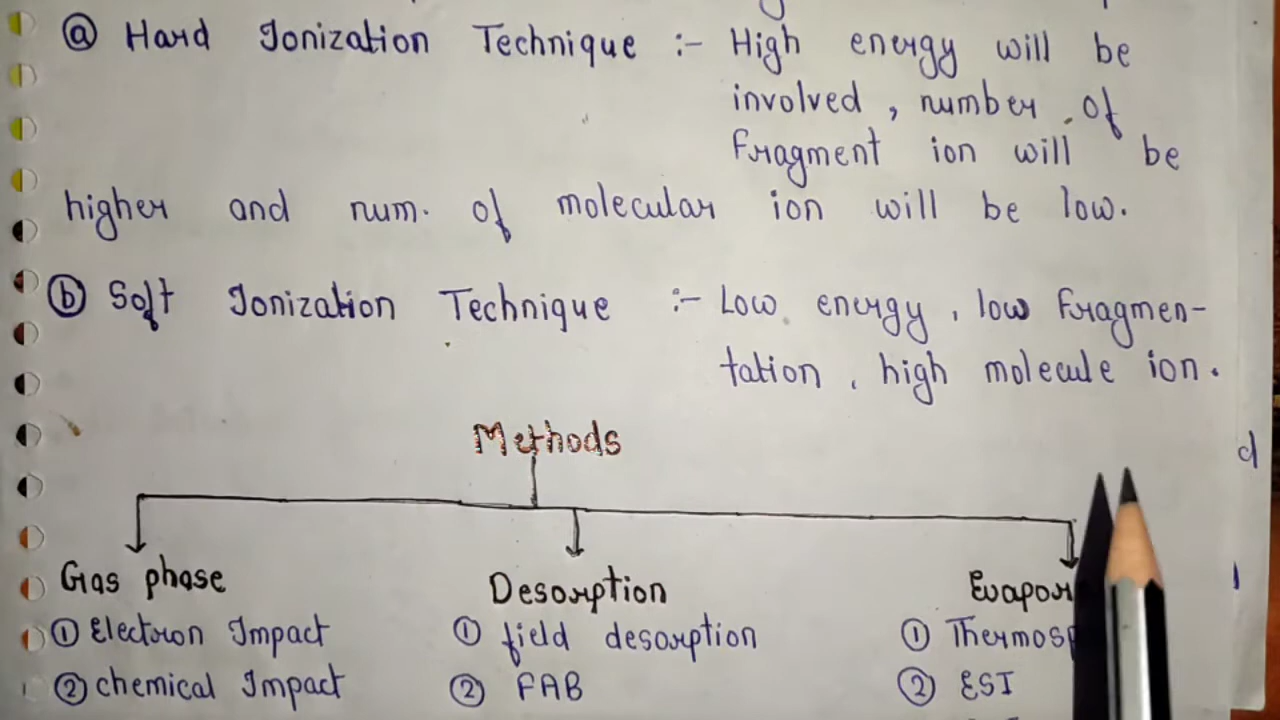 ⓐ Hard Ionization Technique :- High energy will be
involved , number of
Fragment ion will be
higher and num. of molecular ion will be low.
ⓑ Soft Ionization Technique :- Low energy , low Fragmen-
tation , high molecule ion .
Methods
Gas phase Desorption
① Electron Impact ① field desorption
② chemical Impact ② FAB ② ESI